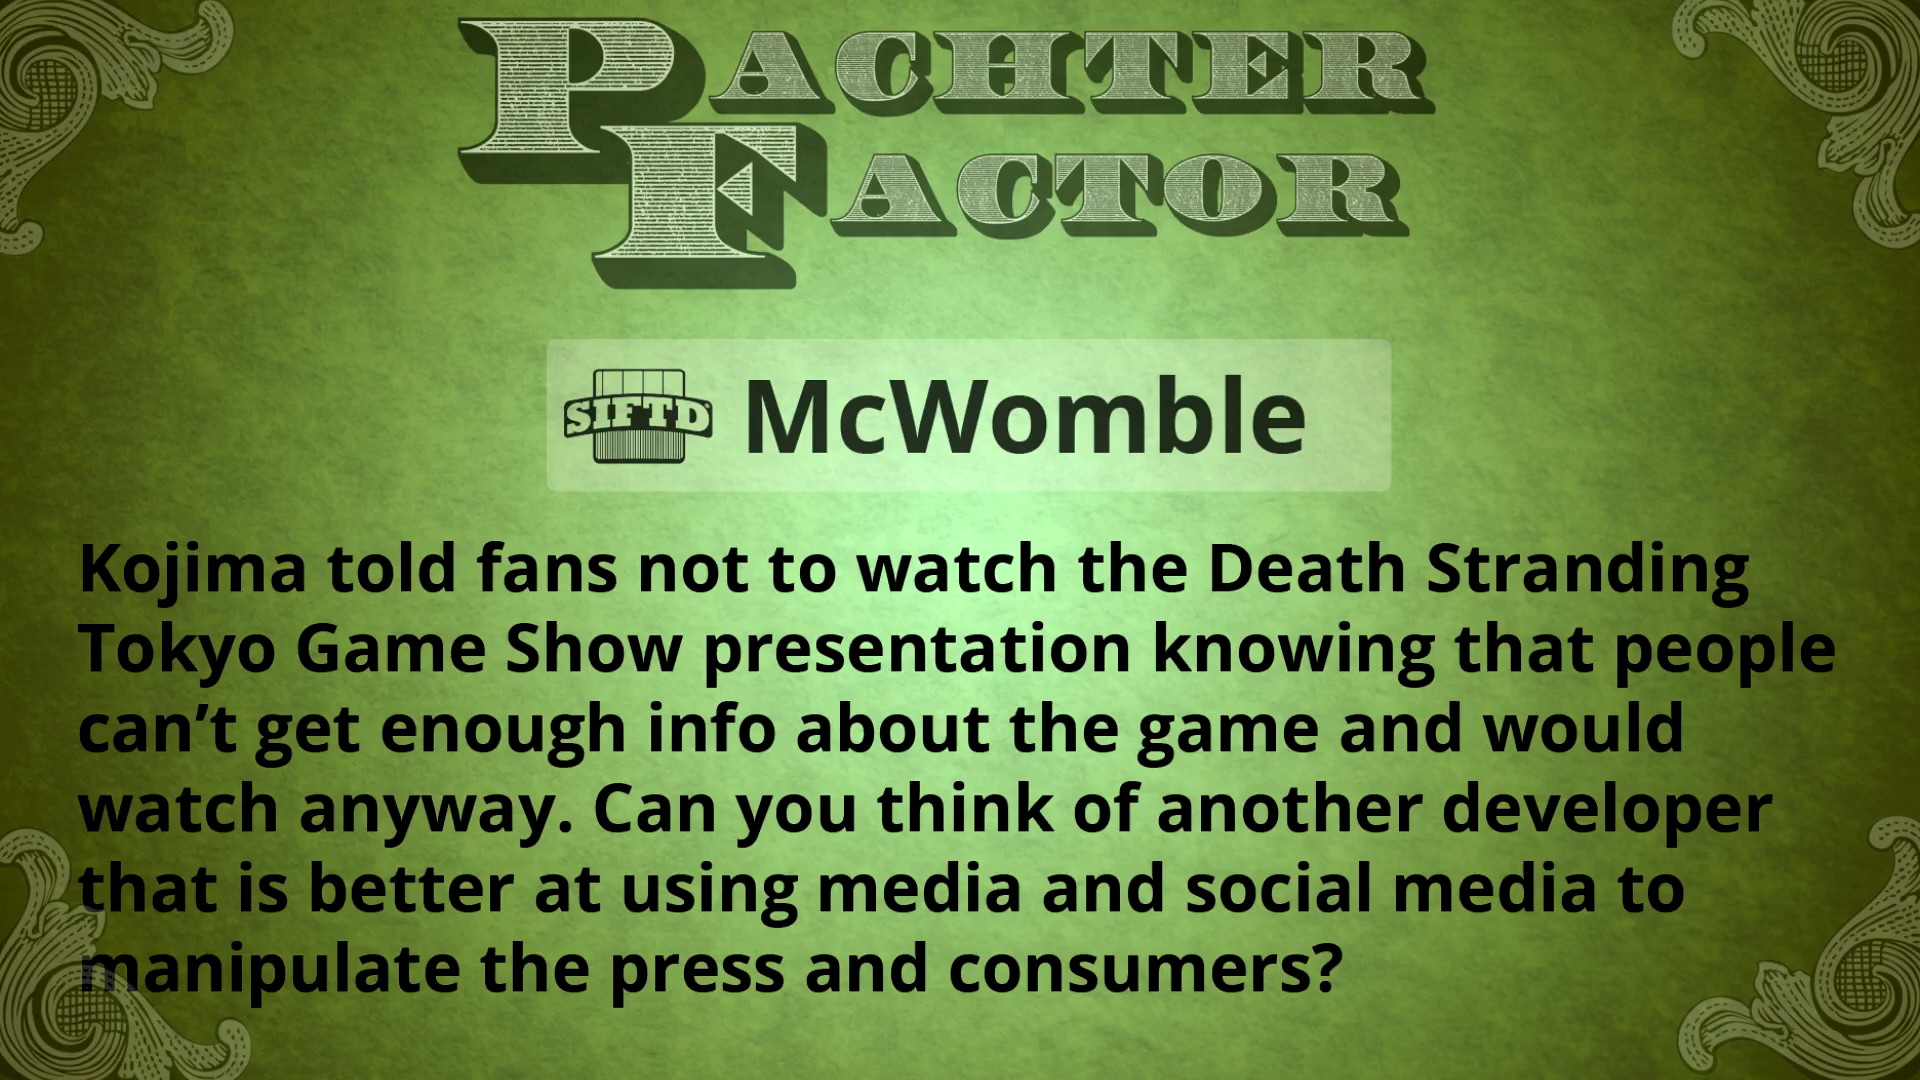 PACHTER
FACTOR
SIFTD
McWomble
Kojima told fans not to watch the Death Stranding
Tokyo Game Show presentation knowing that people
can’t get enough info about the game and would
watch anyway. Can you think of another developer
that is better at using media and social media to
manipulate the press and consumers?